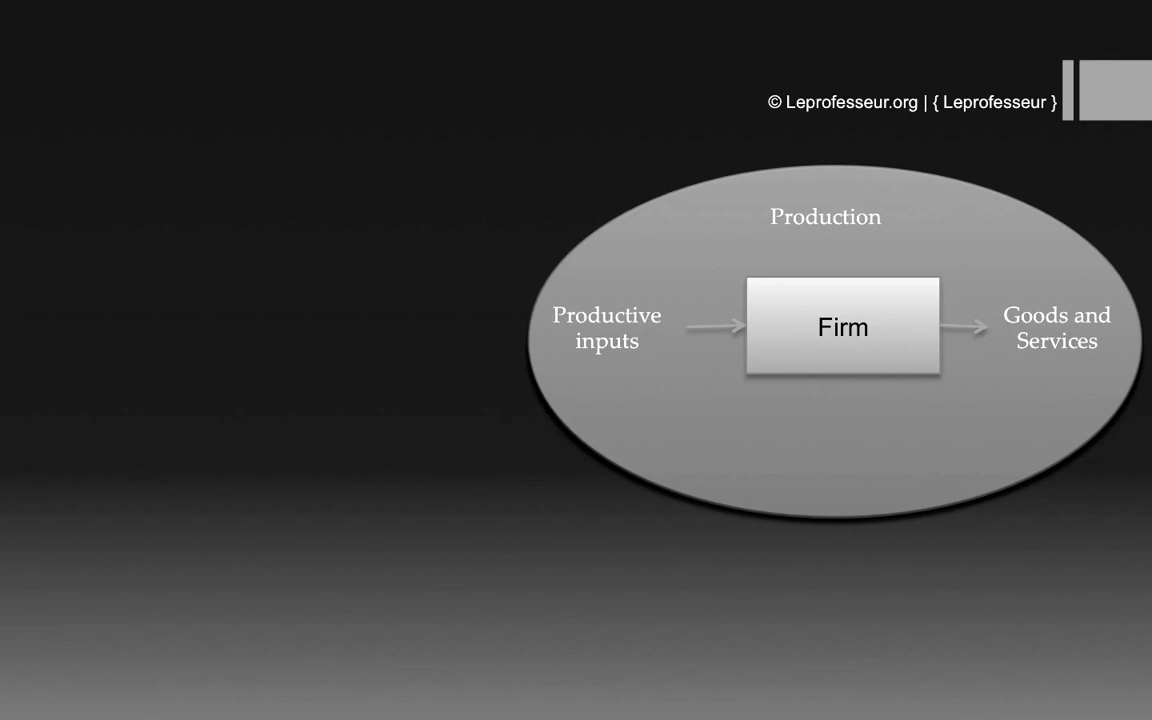 © Leprofesseur.org | { Leprofesseur }
Production
Productive
inputs
Firm
Goods and
Services